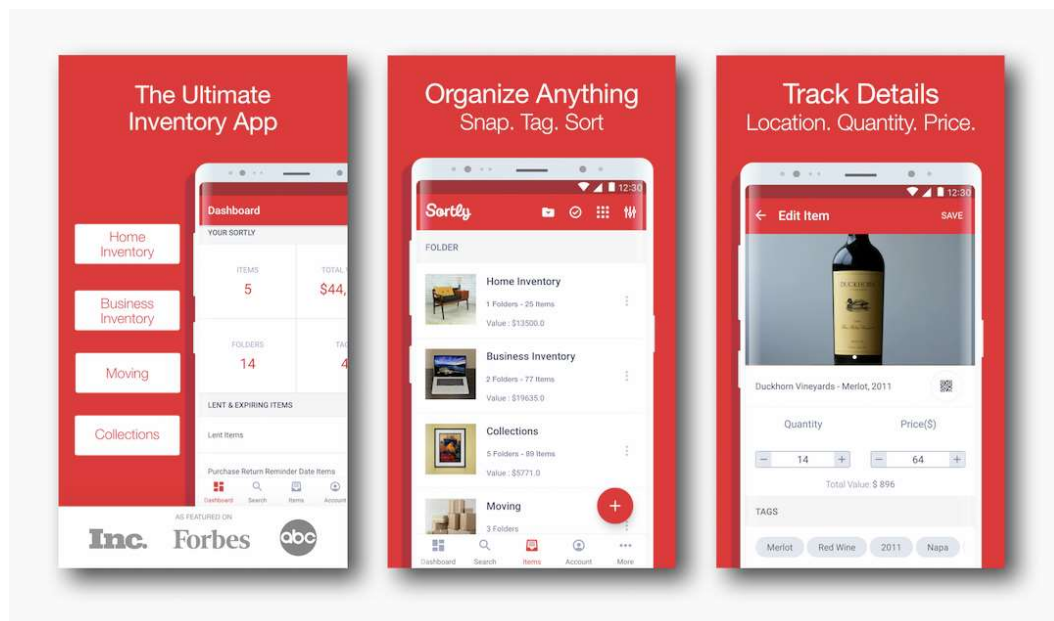 The Ultimate
Inventory App
Home
Inventory
Business
Inventory
Moving
Collections
Dashboard
YOUR SORTLY
ITEMS
TOTAL
5
$44,
FOLDERS
TAG
14
4
LENT & EXPIRING ITEMS
Lent Items
Purchase Return Reminder Date Items
Dashboard Search Items Account
AS FEATURED ON
Inc. Forbes abc
Organize Anything
Snap. Tag. Sort
12:30
Sortly
FOLDER
Home Inventory
1 Folders - 25 Items
Value : $13500.0
Business Inventory
2 Folders - 77 Items
Value : $19635.0
Collections
5 Folders - 89 Items
Value : $5771.0
Moving
3 Folders
+
Dashboard Search Items Account More
Track Details
Location. Quantity. Price.
12:30
Edit Item SAVE
DUCKHORN
Duckhorn Vineyards - Merlot, 2011
Quantity Price($)
− 14 + − 64 +
Total Value: $ 896
TAGS
Merlot Red Wine 2011 Napa